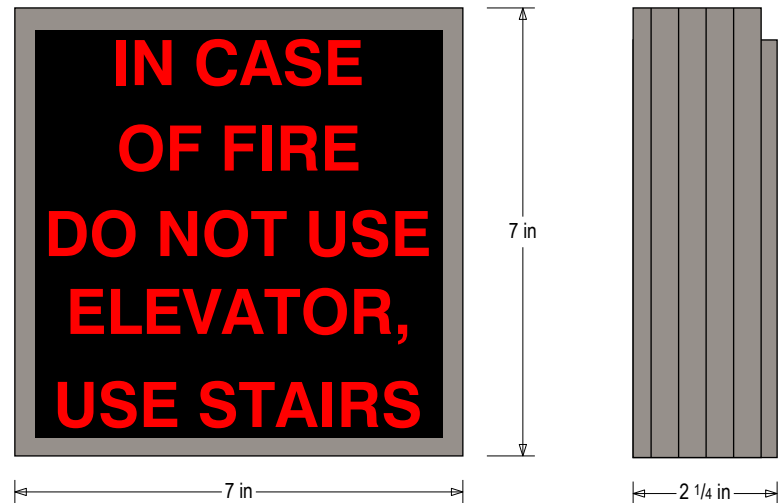 IN CASE
OF FIRE
DO NOT USE
ELEVATOR,
USE STAIRS
7 in
7 in
2 1/4 in